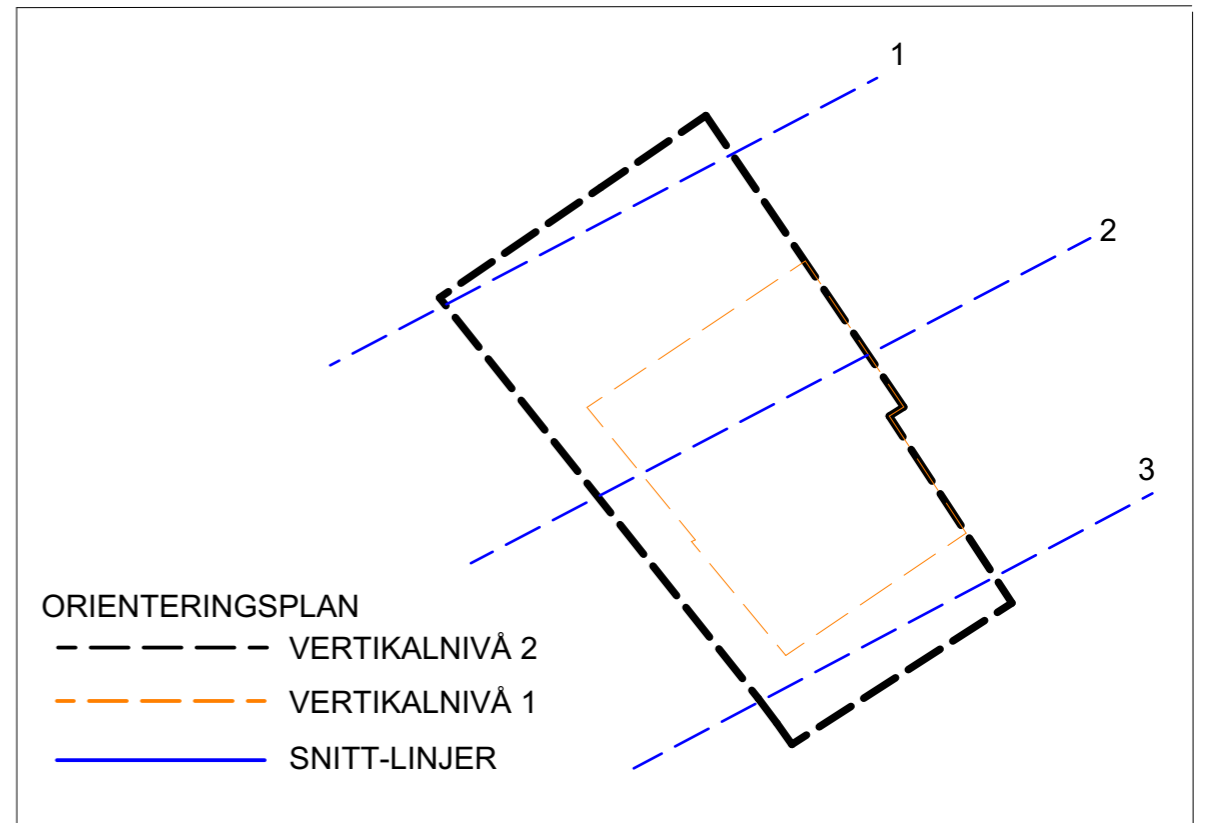 1
2
3
ORIENTERINGSPLAN
VERTIKALNIVÅ 2
VERTIKALNIVÅ 1
SNITT-LINJER